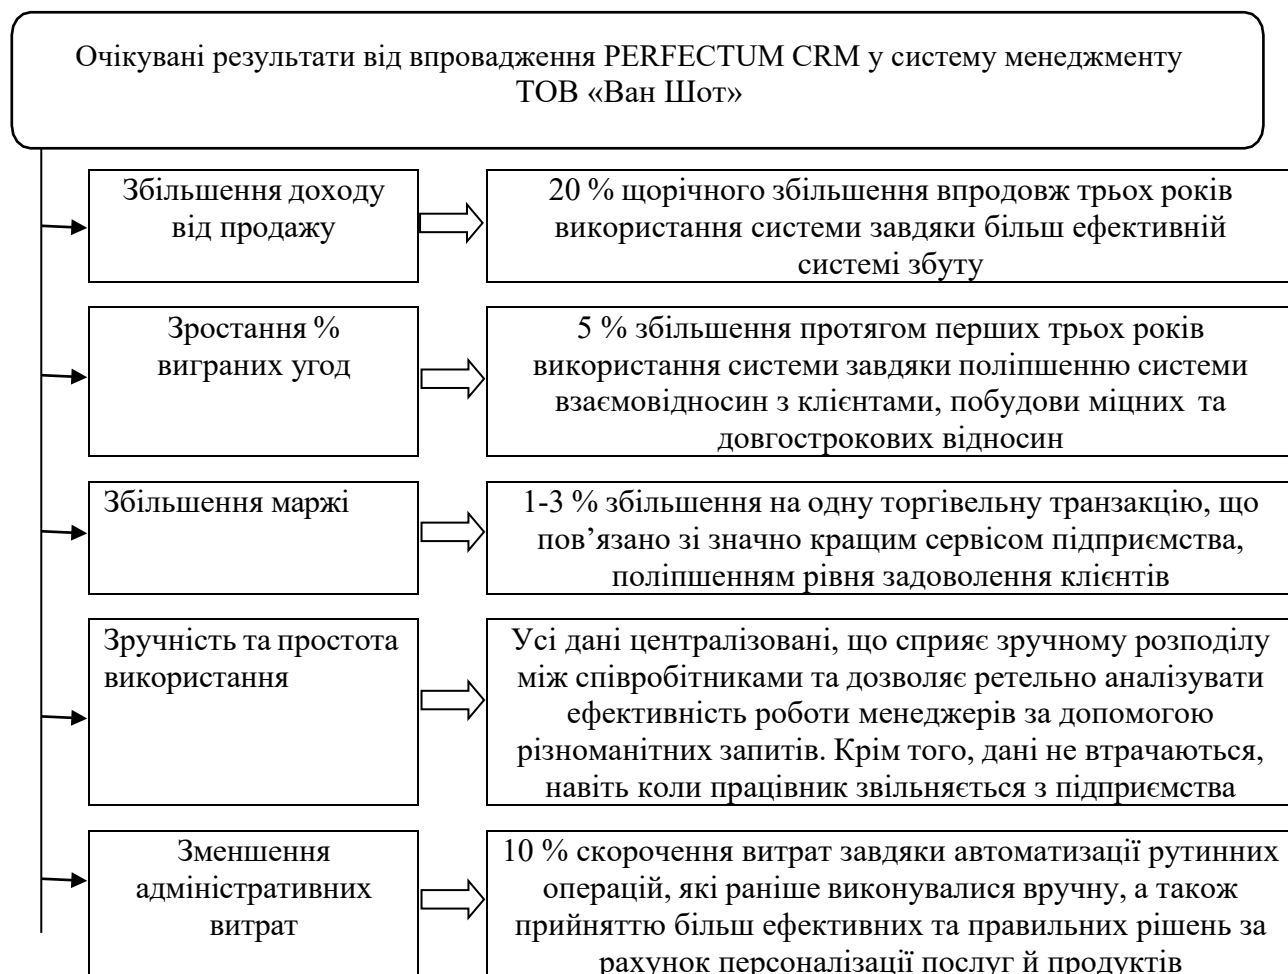 Очікувані результати від впровадження PERFECTUM CRM у систему менеджменту
ТОВ «Ван Шот»
Збільшення доходу
від продажу
20 % щорічного збільшення впродовж трьох років
використання системи завдяки більш ефективній
системі збуту
Зростання %
виграних угод
5 % збільшення протягом перших трьох років
використання системи завдяки поліпшенню системи
взаємовідносин з клієнтами, побудови міцних та
довгострокових відносин
Збільшення маржі
1-3 % збільшення на одну торгівельну транзакцію, що
пов’язано зі значно кращим сервісом підприємства,
поліпшенням рівня задоволення клієнтів
Зручність та простота
використання
Усі дані централізовані, що сприяє зручному розподілу
між співробітниками та дозволяє ретельно аналізувати
ефективність роботи менеджерів за допомогою
різноманітних запитів. Крім того, дані не втрачаються,
навіть коли працівник звільняється з підприємства
Зменшення
адміністративних
витрат
10 % скорочення витрат завдяки автоматизації рутинних
операцій, які раніше виконувалися вручну, а також
прийняттю більш ефективних та правильних рішень за
рахунок персоналізації послуг й продуктів